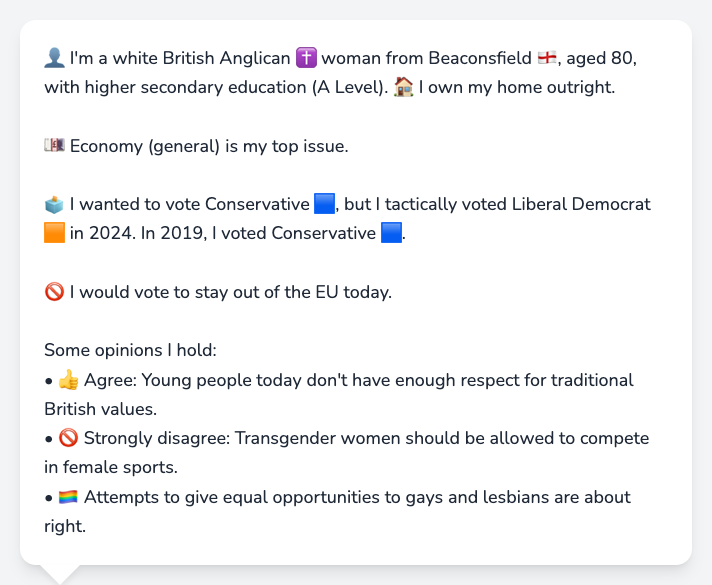 👤 I'm a white British Anglican ✝️ woman from Beaconsfield 🏴󠁧󠁢󠁥󠁮󠁧󠁿, aged 80,
with higher secondary education (A Level). 🏠 I own my home outright.
💷 Economy (general) is my top issue.
🗳️ I wanted to vote Conservative 🟦, but I tactically voted Liberal Democrat
🟧 in 2024. In 2019, I voted Conservative 🟦.
🚫 I would vote to stay out of the EU today.
Some opinions I hold:
• 👍 Agree: Young people today don't have enough respect for traditional
British values.
• 🚫 Strongly disagree: Transgender women should be allowed to compete
in female sports.
• 🏳️‍🌈 Attempts to give equal opportunities to gays and lesbians are about
right.